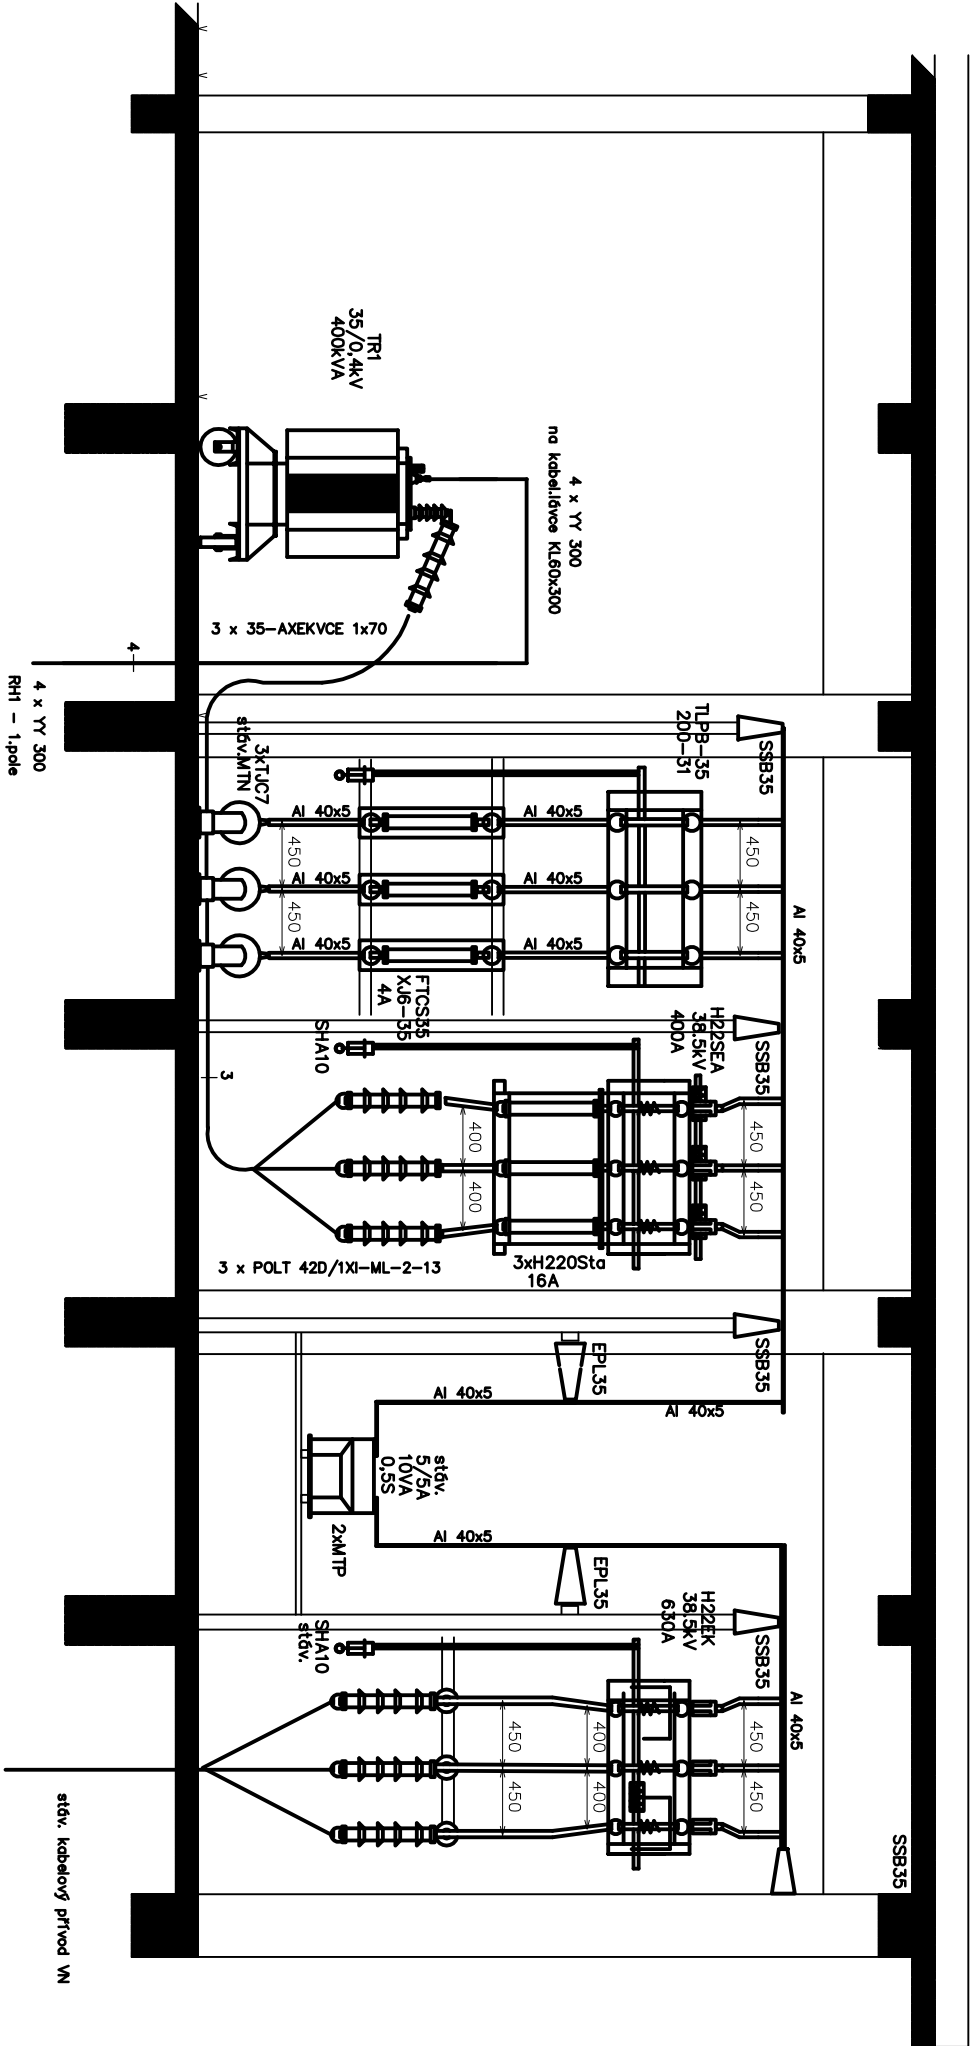 TR1
35/0,4kV
400kVA
4 x YY 300
na kabel.lávce KL60x300
3 x 35-AXEKVCE 1x70
4
4 x YY 300
RH1 - 1.pole
TLPB-35
200-31
SSB35
3xTJC7
stáv.MTN
Al 40x5
Al 40x5
Al 40x5
Al 40x5
Al 40x5
Al 40x5
450
450
450
450
Al 40x5
FTCS35
XJ6-35
4A
SHA10
3
H22SEA
38.5kV
400A
SSB35
450
450
400
400
3xH220Sta
16A
3 x POLT 42D/1XI-ML-2-13
SSB35
EPL35
Al 40x5
Al 40x5
stáv.
5/5A
10VA
0,5S
2xMTP
Al 40x5
EPL35
H22EK
38.5kV
630A
SSB35
SHA10
stáv.
Al 40x5
450
450
400
400
450
450
SSB35
stáv. kabelový přívod VN